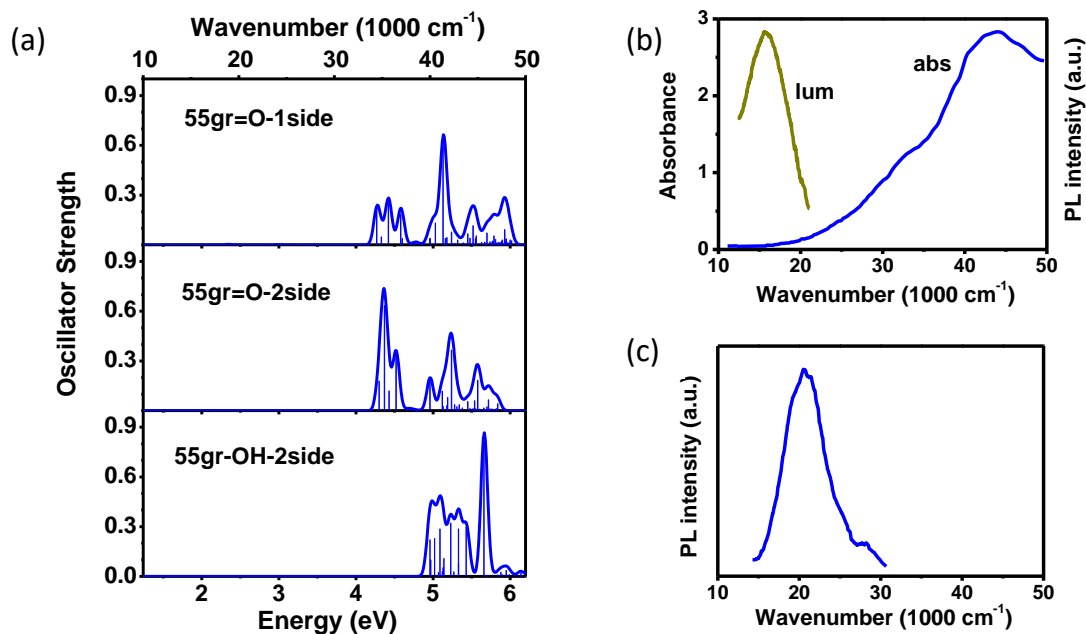 (a)
Wavenumber (1000 cm⁻¹)
10 20 30 40 50
0.9
0.6
0.3
55gr=O-1side
0.9
0.6
0.3
0.0
55gr=O-2side
0.9
0.6
0.3
0.0
55gr-OH-2side
Oscillator Strength
2 3 4 5 6
Energy (eV)
(b)
3
2
1
0
Absorbance
lum
abs
PL intensity (a.u.)
10 20 30 40 50
Wavenumber (1000 cm⁻¹)
(c)
PL intensity (a.u.)
10 20 30 40 50
Wavenumber (1000 cm⁻¹)